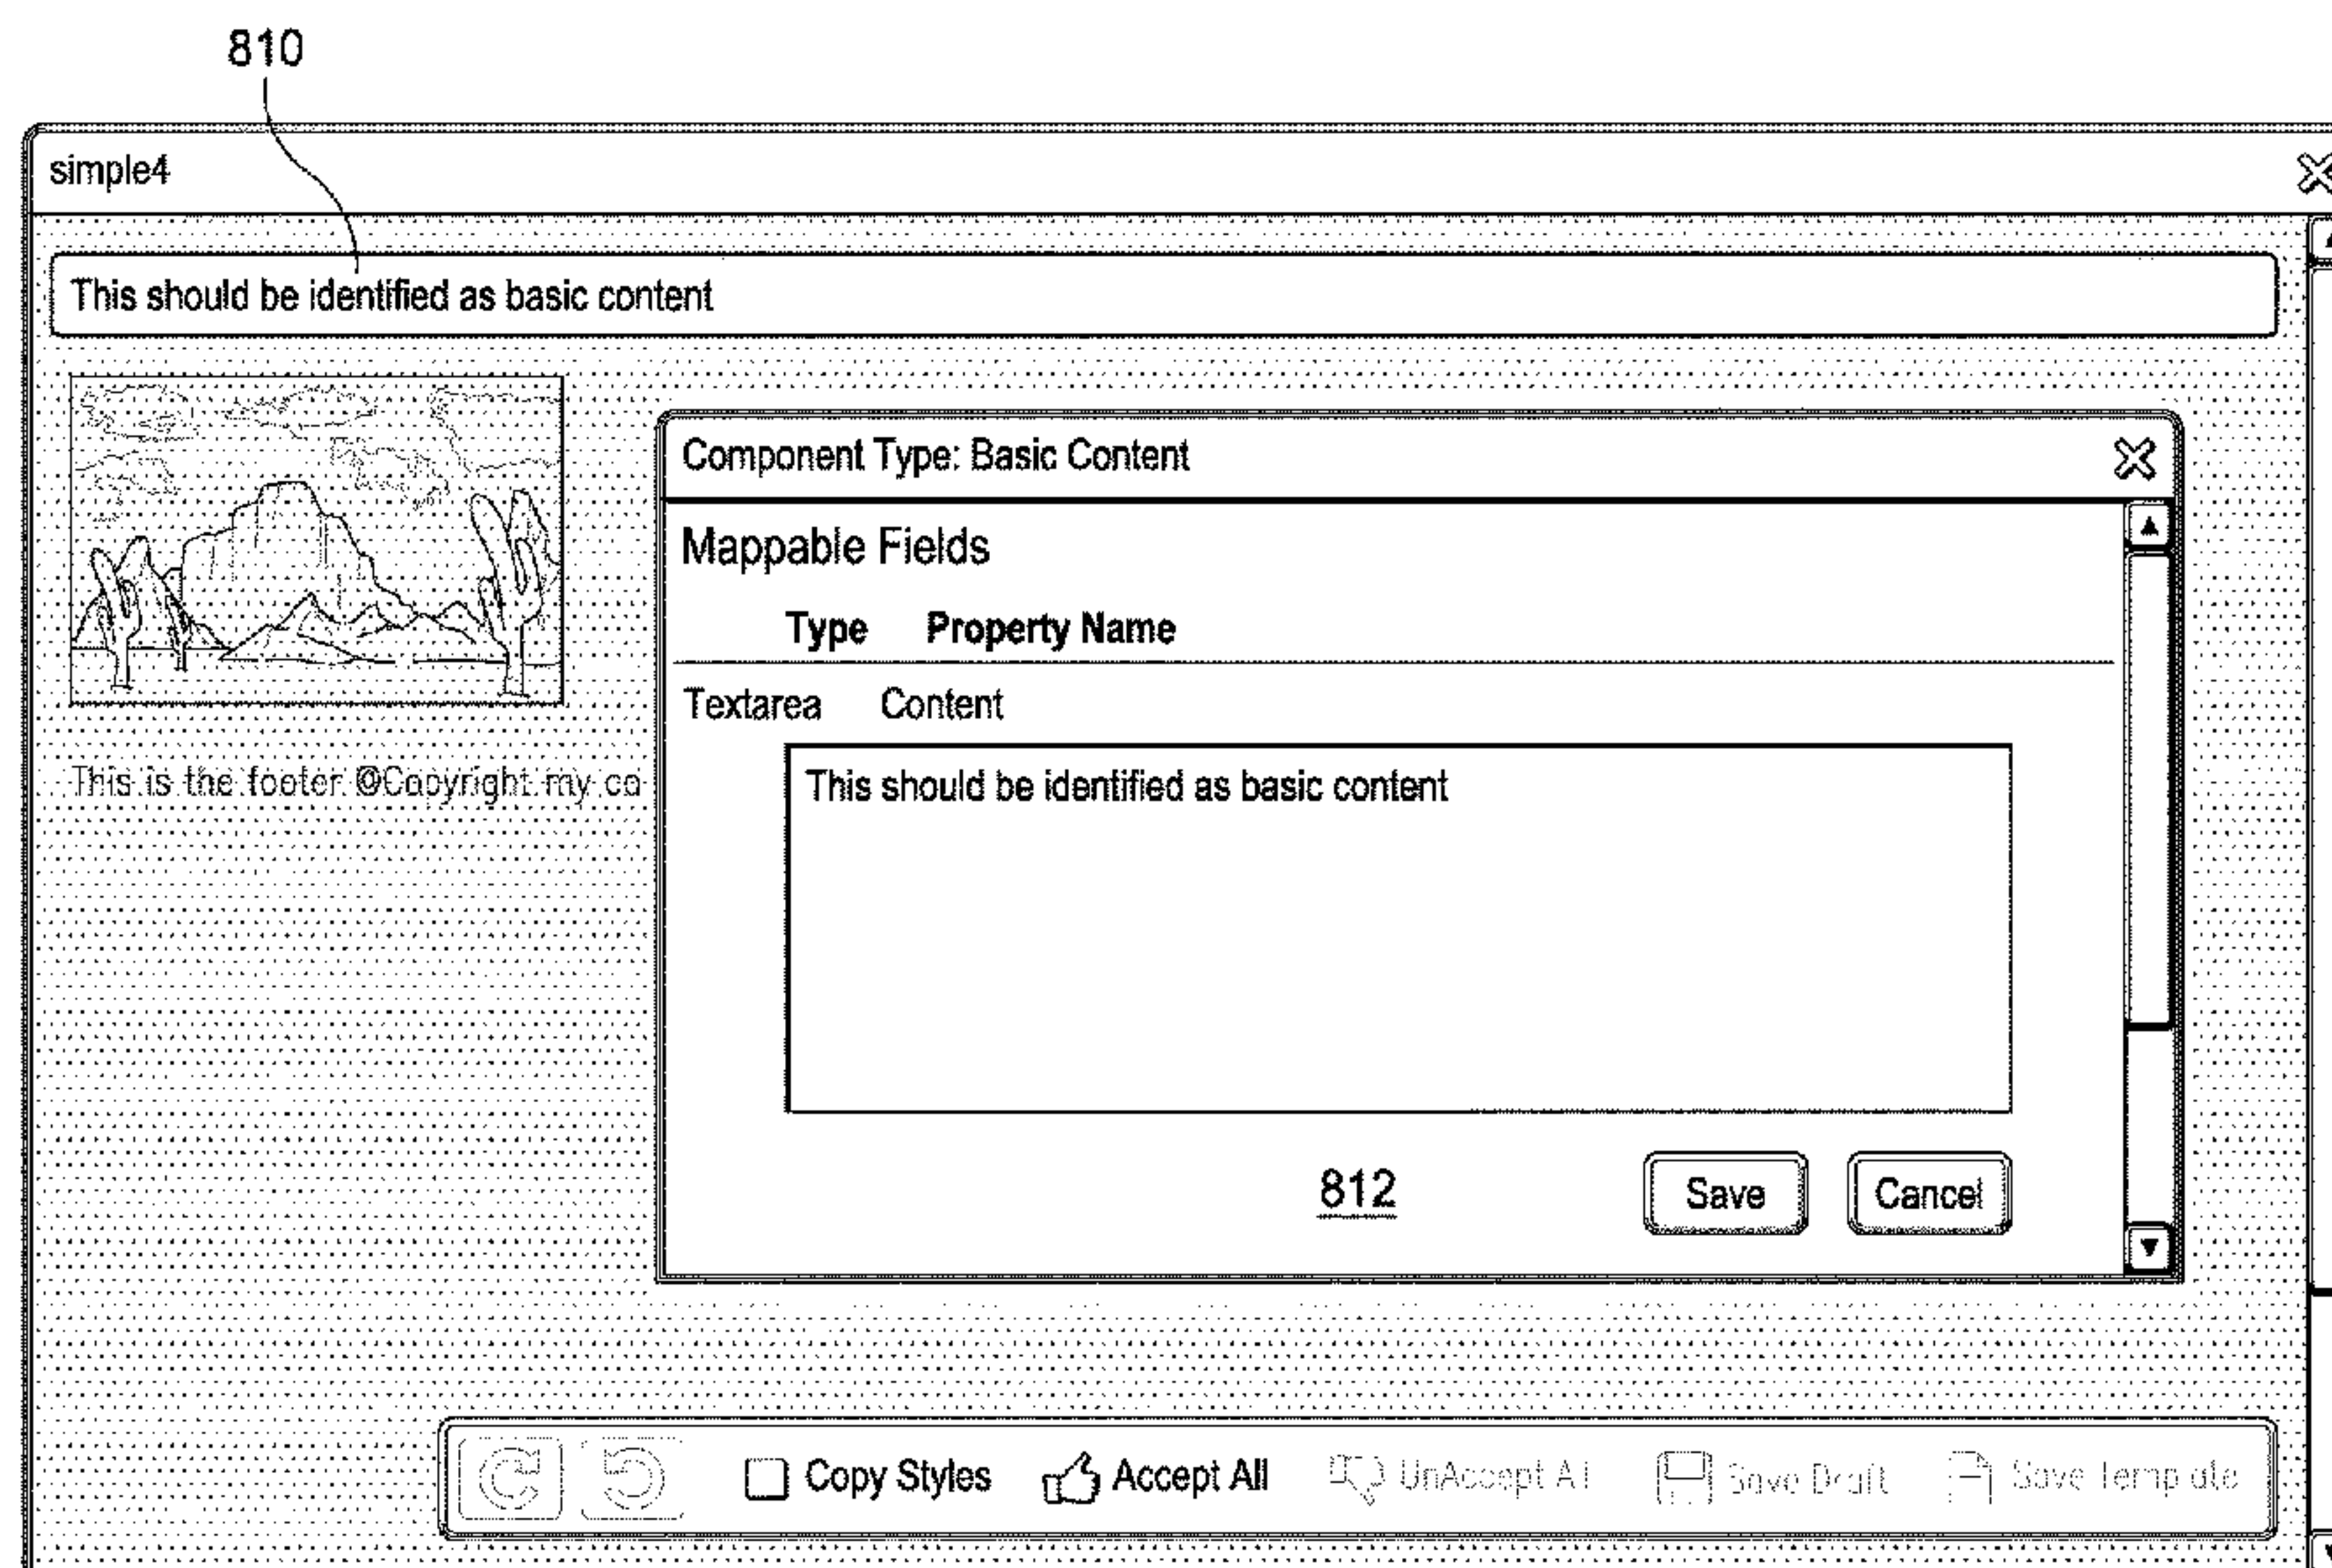 810
simple4
This should be identified as basic content
Component Type: Basic Content
Mappable Fields
Type Property Name
Textarea Content
This is the footer ©Copyright my co
This should be identified as basic content
812 Save Cancel
Copy Styles Accept All UnAccept All Save Draft Save Template